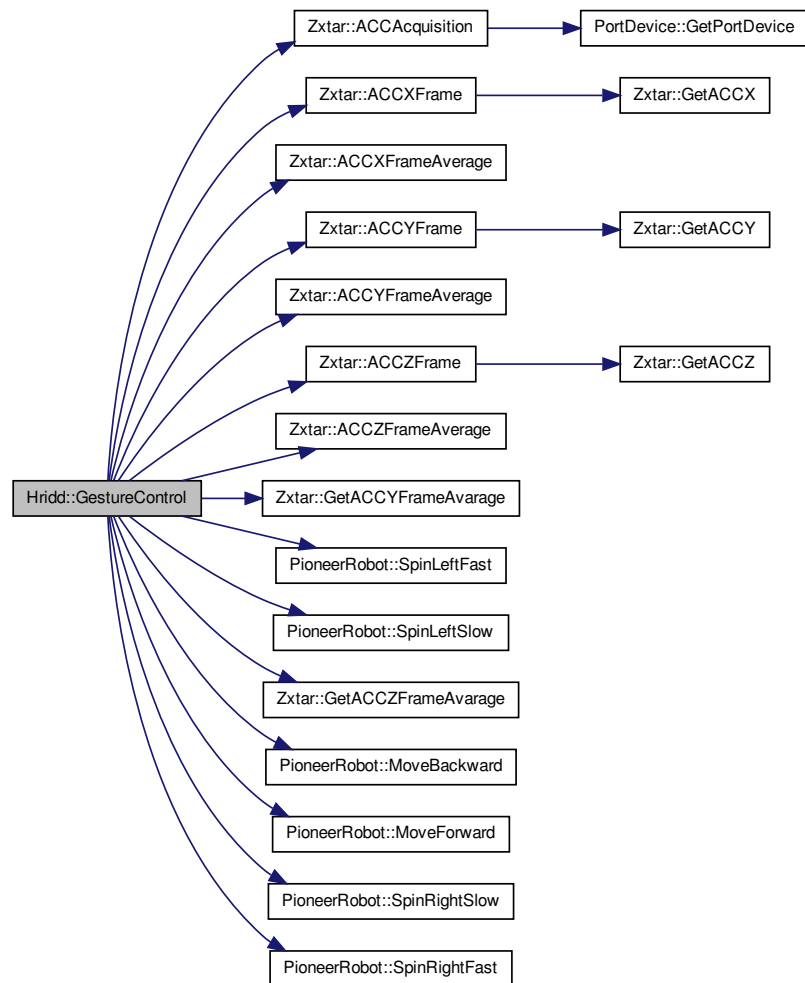 Zxtar::ACCAcquisition
PortDevice::GetPortDevice
Zxtar::ACCXFrame
Zxtar::GetACCX
Zxtar::ACCXFrameAverage
Zxtar::ACCYFrame
Zxtar::GetACCY
Zxtar::ACCYFrameAverage
Zxtar::ACCZFrame
Zxtar::GetACCZ
Zxtar::ACCZFrameAverage
Hridd::GestureControl
Zxtar::GetACCYFrameAvarage
PioneerRobot::SpinLeftFast
PioneerRobot::SpinLeftSlow
Zxtar::GetACCZFrameAvarage
PioneerRobot::MoveBackward
PioneerRobot::MoveForward
PioneerRobot::SpinRightSlow
PioneerRobot::SpinRightFast